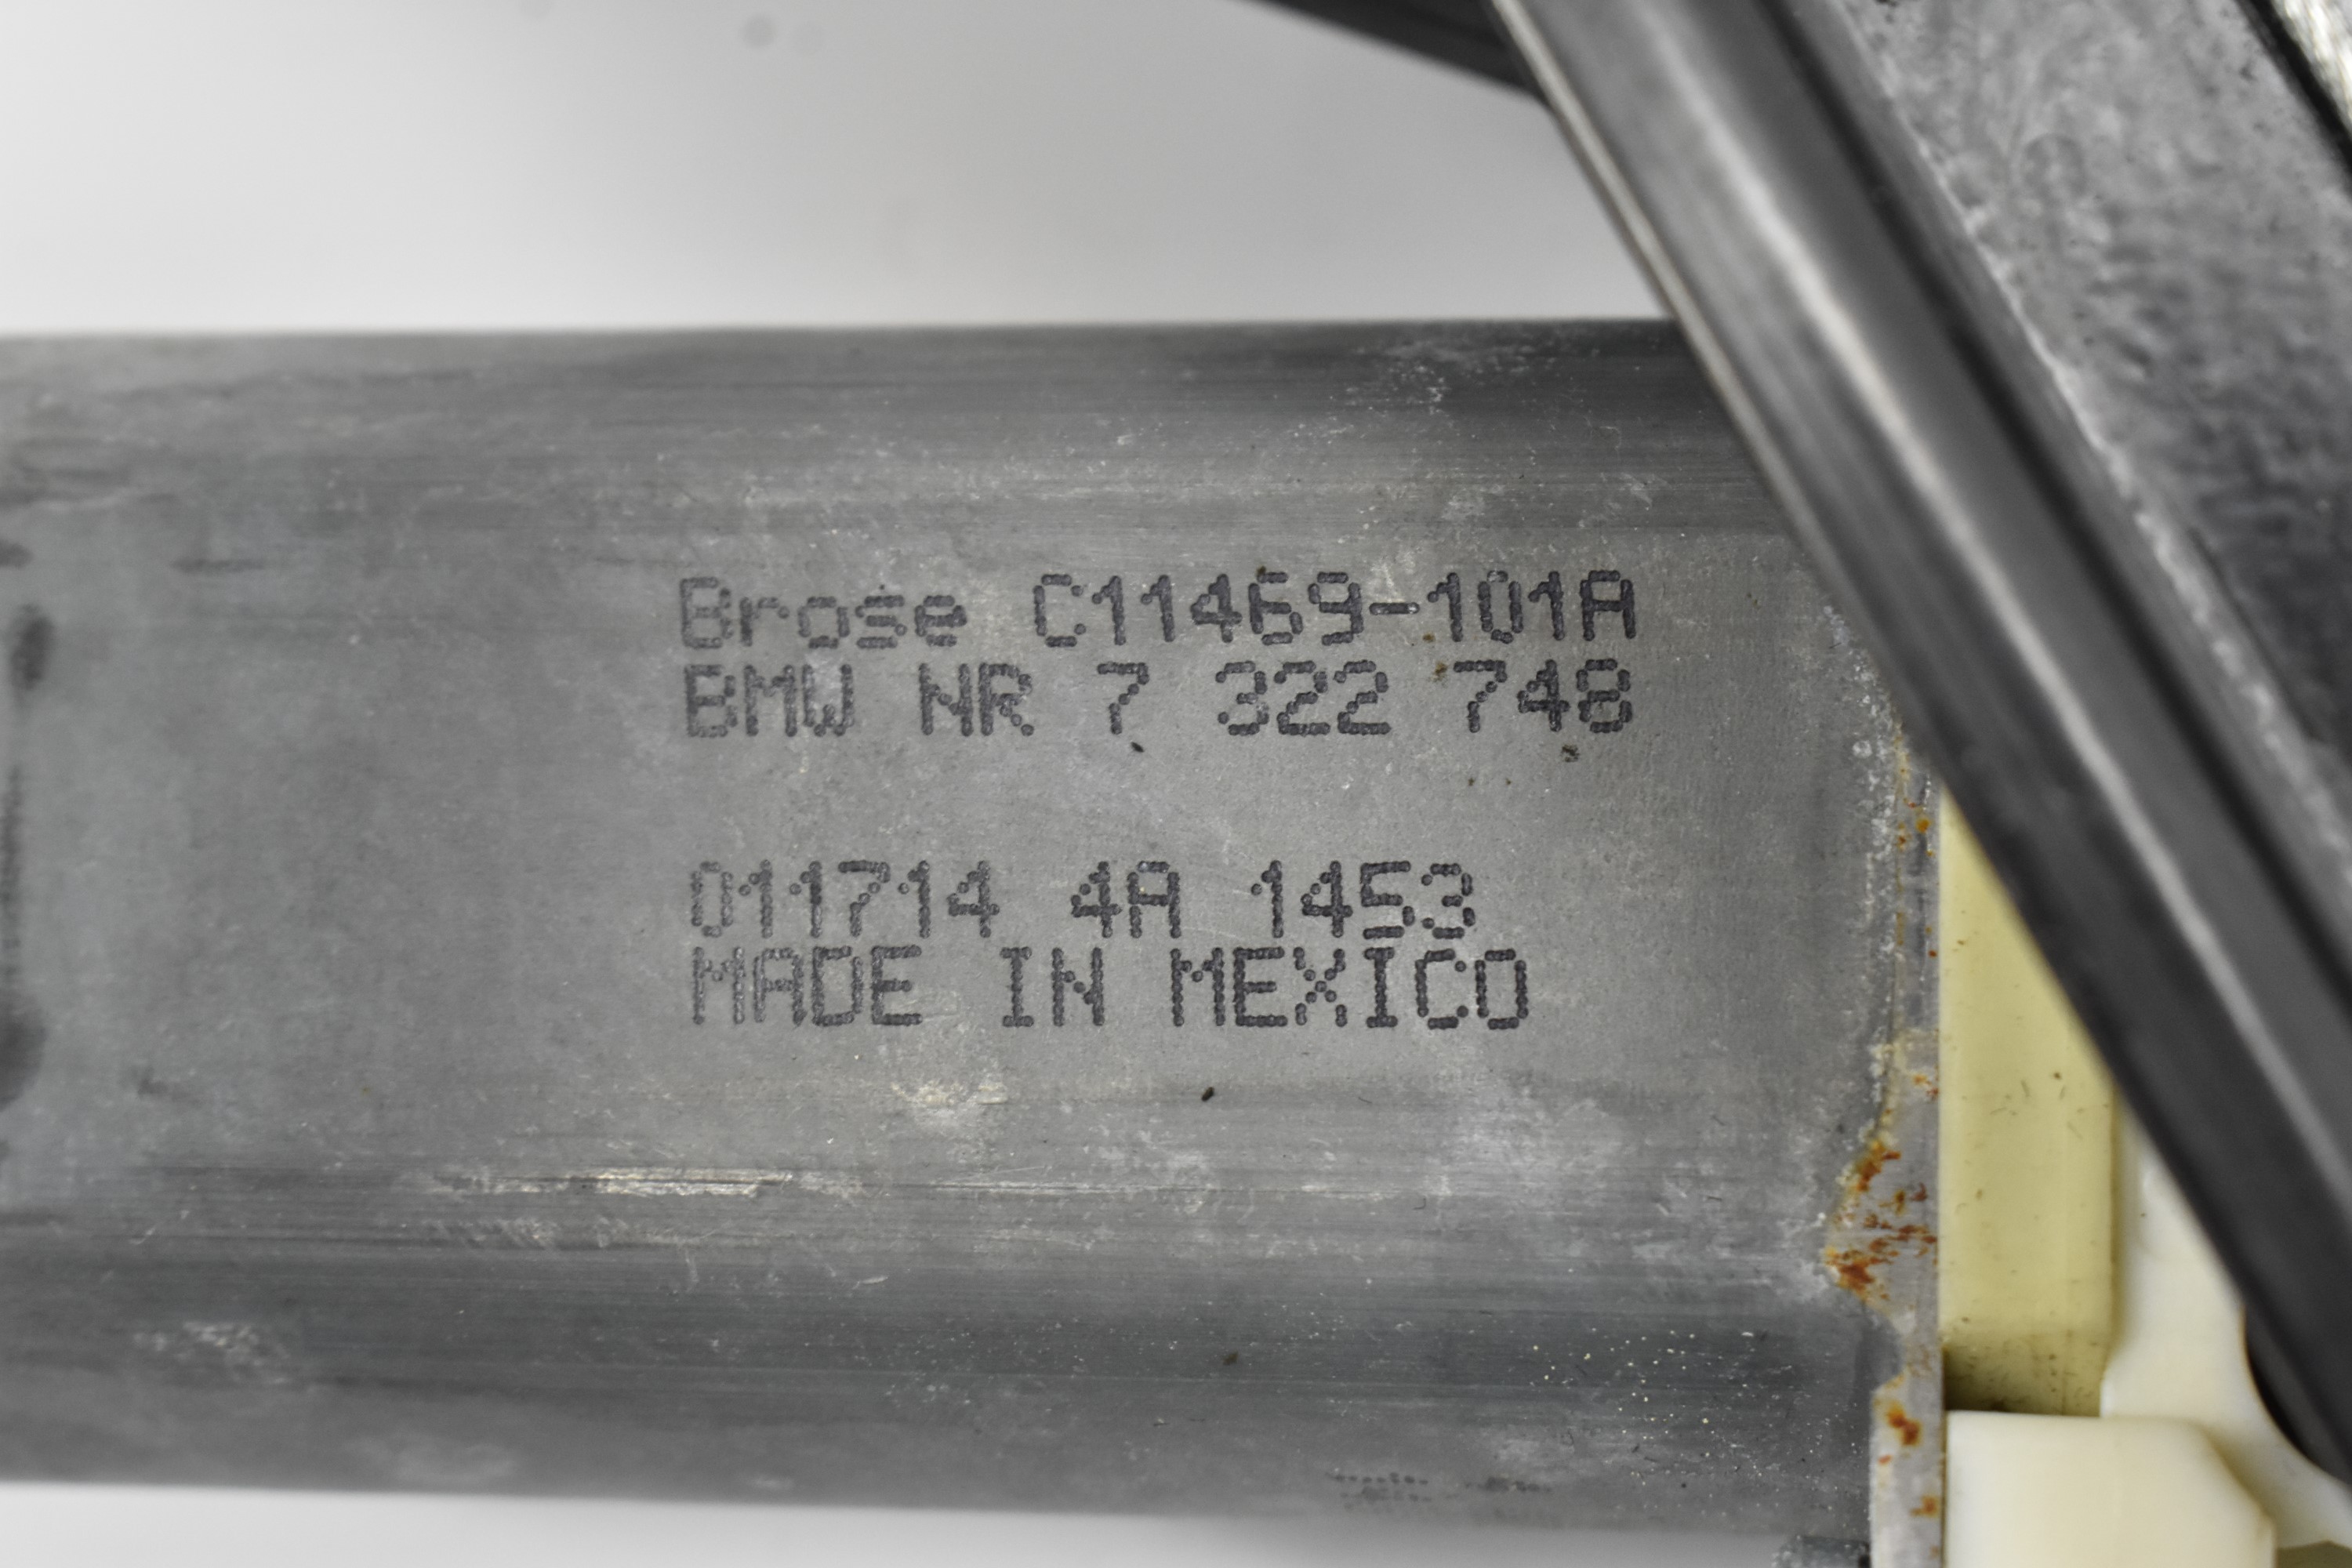 Brose C11469-101A
BMW NR 7 322 748
011714 4A 1453
MADE IN MEXICO